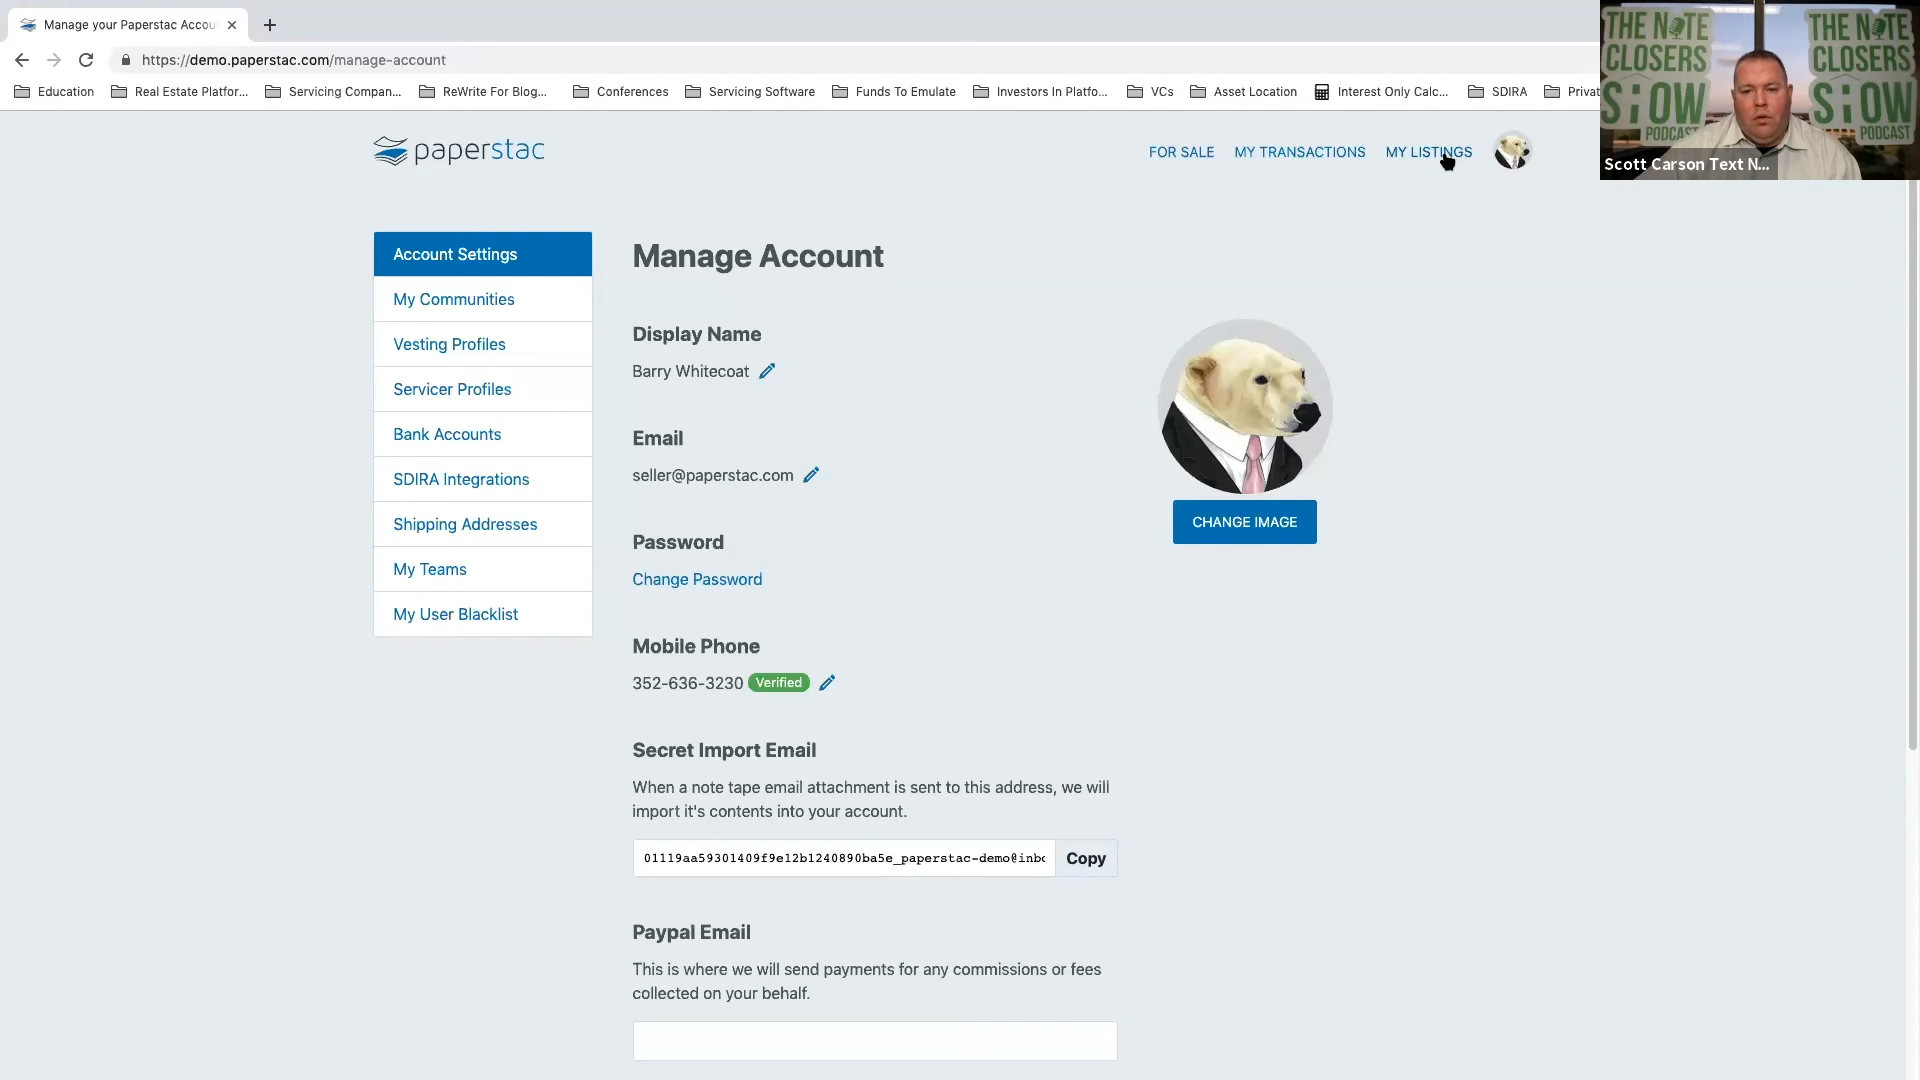 Manage your Paperstac Accou
https://demo.paperstac.com/manage-account
Education Real Estate Platfor... Servicing Compan... ReWrite For Blog... Conferences Servicing Software Funds To Emulate Investors In Platfo... VCs Asset Location Interest Only Calc... SDIRA Privat
THE NOTE CLOSERS SHOW PODCAST
THE NOTE CLOSERS SHOW PODCAST
Scott Carson Text N...
paperstac
FOR SALE MY TRANSACTIONS MY LISTINGS
Account Settings
My Communities
Vesting Profiles
Servicer Profiles
Bank Accounts
SDIRA Integrations
Shipping Addresses
My Teams
My User Blacklist
Manage Account
Display Name
Barry Whitecoat
Email
seller@paperstac.com
Password
Change Password
Mobile Phone
352-636-3230 Verified
Secret Import Email
When a note tape email attachment is sent to this address, we will
import it's contents into your account.
01119aa59301409f9e12b1240890ba5e_paperstac-demo@inbo Copy
Paypal Email
This is where we will send payments for any commissions or fees
collected on your behalf.
CHANGE IMAGE